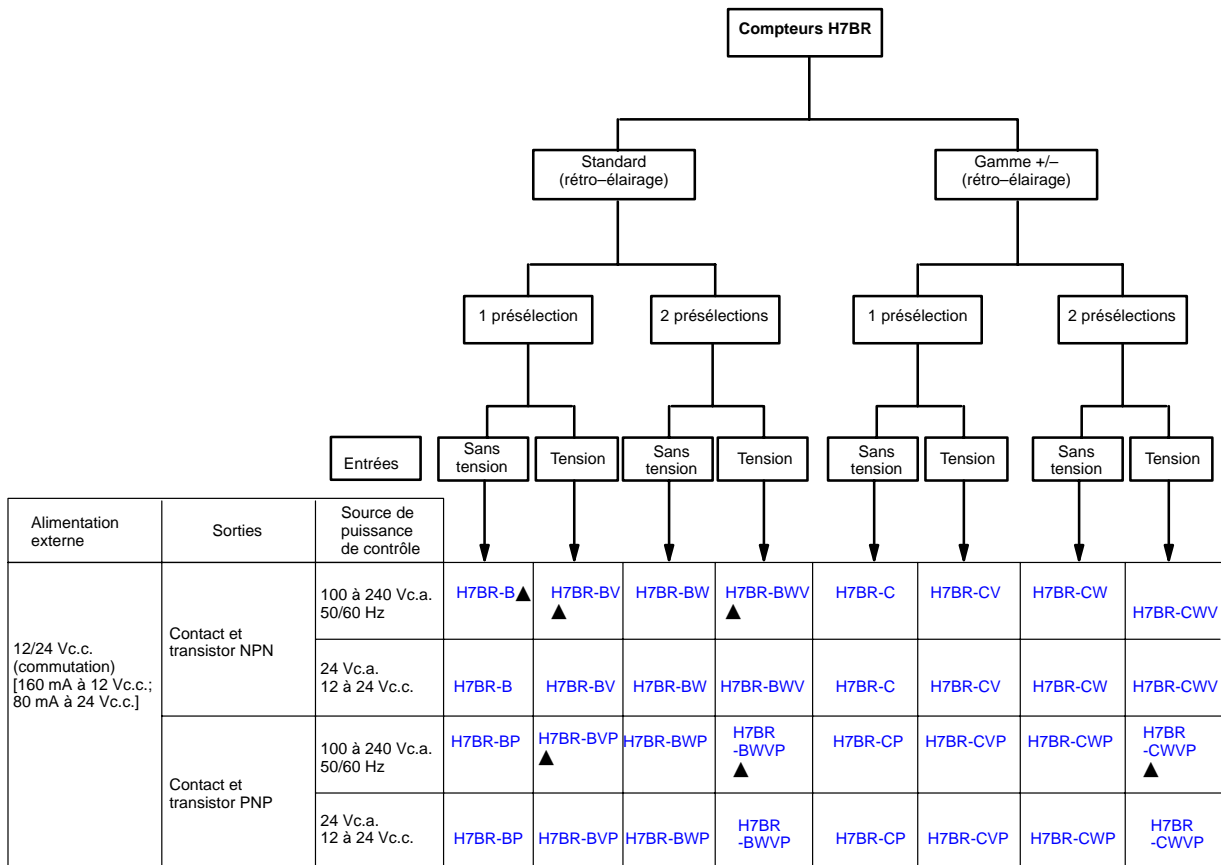 Compteurs H7BR
Standard
(rétro–élairage)
Gamme +/–
(rétro–élairage)
1 présélection
2 présélections
1 présélection
2 présélections
Entrées
Sans
tension
Tension
Sans
tension
Tension
Sans
tension
Tension
Sans
tension
Tension
Alimentation
externe
Sorties
Source de
puissance
de contrôle
12/24 Vc.c.
(commutation)
[160 mA à 12 Vc.c.;
80 mA à 24 Vc.c.]
Contact et
transistor NPN
100 à 240 Vc.a.
50/60 Hz
H7BR-B▲
H7BR-BV
▲
H7BR-BW
H7BR-BWV
▲
H7BR-C
H7BR-CV
H7BR-CW
H7BR-CWV
24 Vc.a.
12 à 24 Vc.c.
H7BR-B
H7BR-BV
H7BR-BW
H7BR-BWV
H7BR-C
H7BR-CV
H7BR-CW
H7BR-CWV
Contact et
transistor PNP
100 à 240 Vc.a.
50/60 Hz
H7BR-BP
H7BR-BVP
▲
H7BR-BWP
H7BR
-BWVP
▲
H7BR-CP
H7BR-CVP
H7BR-CWP
H7BR
-CWVP
▲
24 Vc.a.
12 à 24 Vc.c.
H7BR-BP
H7BR-BVP
H7BR-BWP
H7BR
-BWVP
H7BR-CP
H7BR-CVP
H7BR-CWP
H7BR
-CWVP